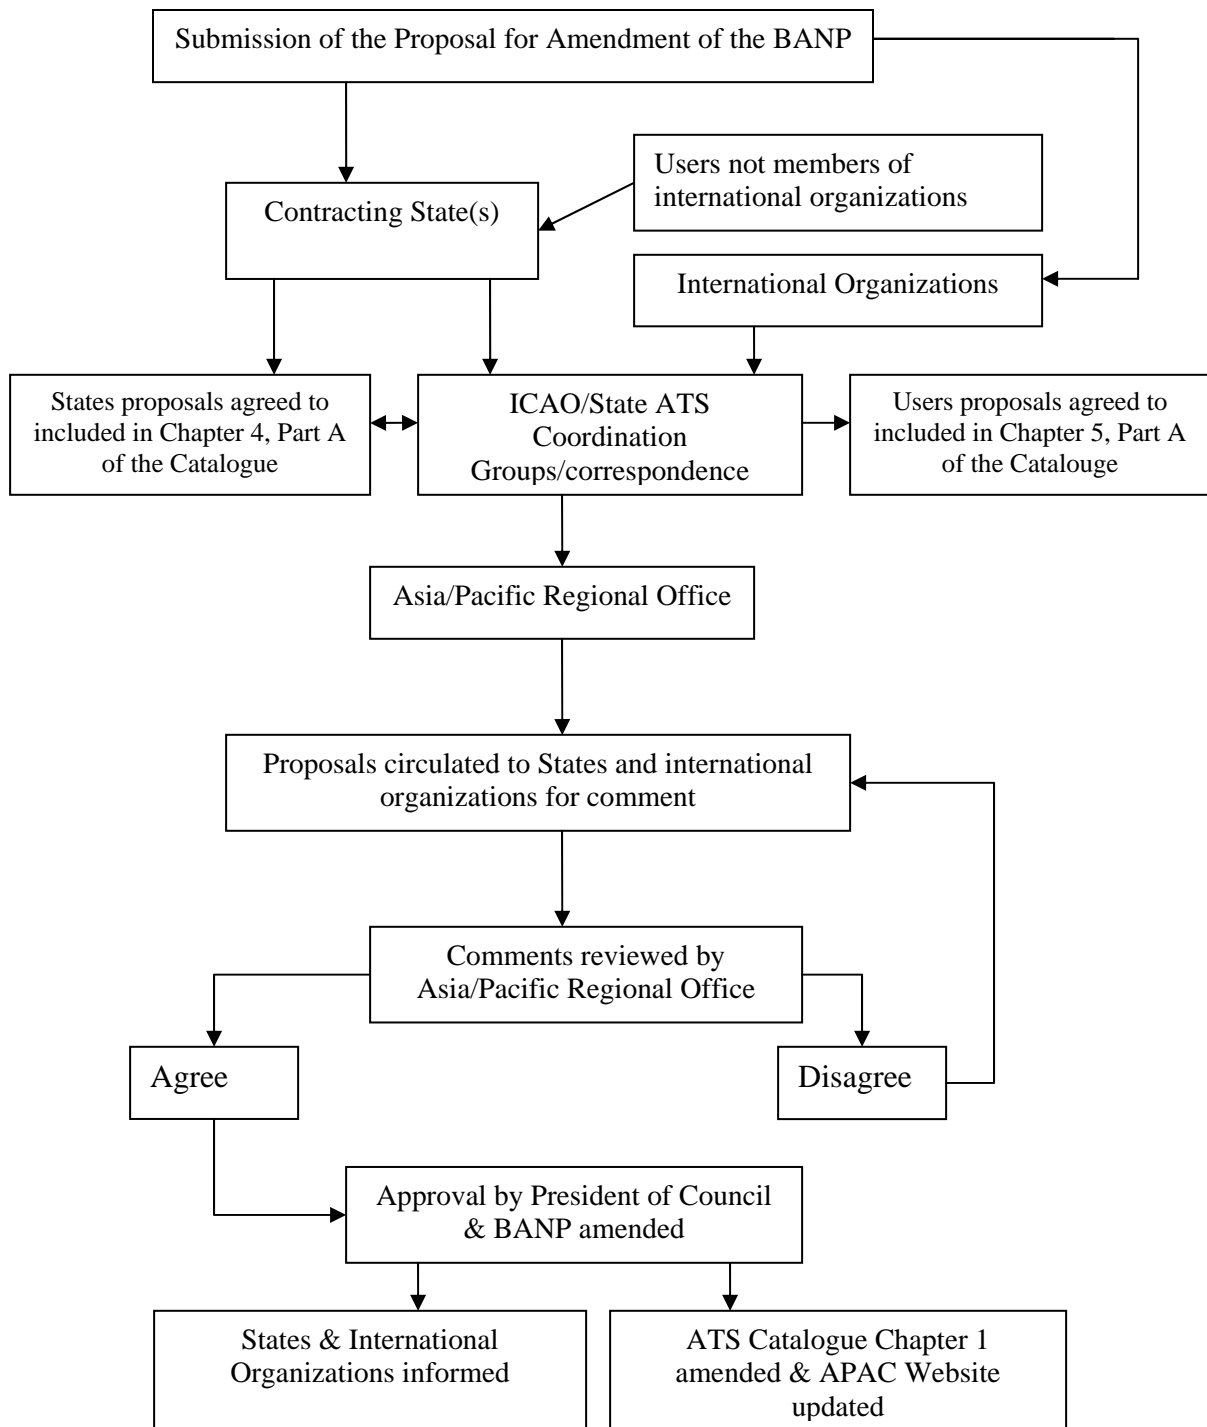 Submission of the Proposal for Amendment of the BANP
Users not members of
international organizations
Contracting State(s)
International Organizations
States proposals agreed to
included in Chapter 4, Part A
of the Catalogue
ICAO/State ATS
Coordination
Groups/correspondence
Users proposals agreed to
included in Chapter 5, Part A
of the Catalouge
Asia/Pacific Regional Office
Proposals circulated to States and international
organizations for comment
Comments reviewed by
Asia/Pacific Regional Office
Agree
Disagree
Approval by President of Council
& BANP amended
States & International
Organizations informed
ATS Catalogue Chapter 1
amended & APAC Website
updated